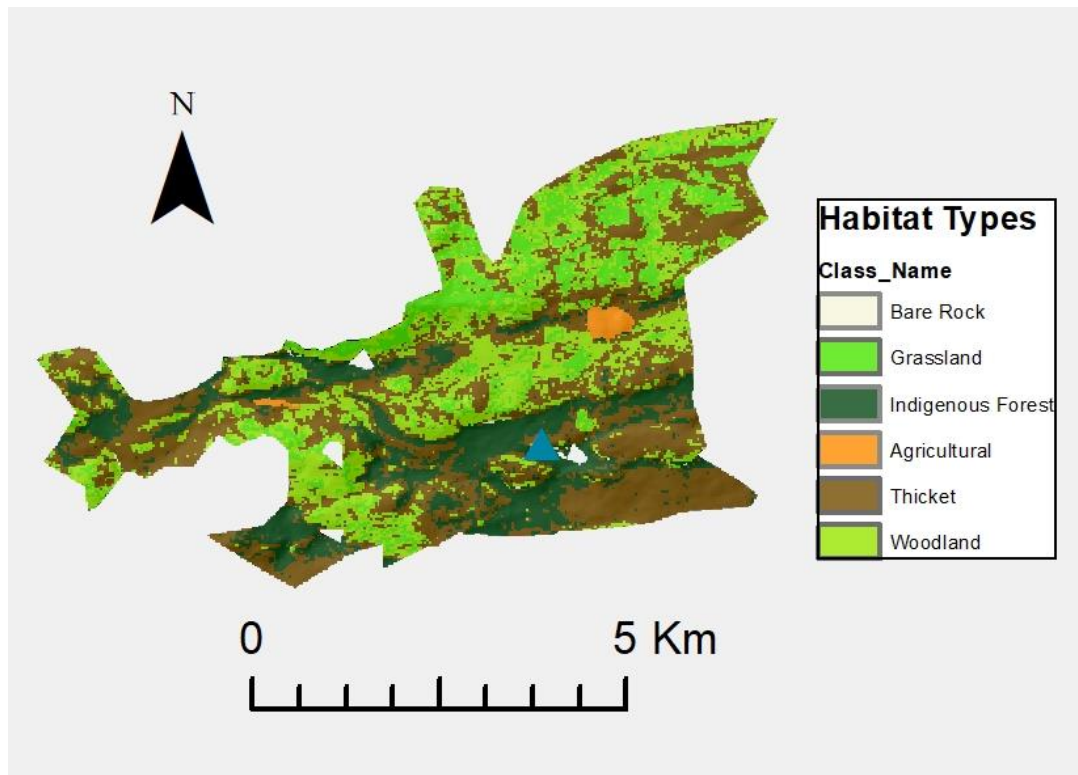 N
Habitat Types
Class_Name
Bare Rock
Grassland
Indigenous Forest
Agricultural
Thicket
Woodland
0 5 Km